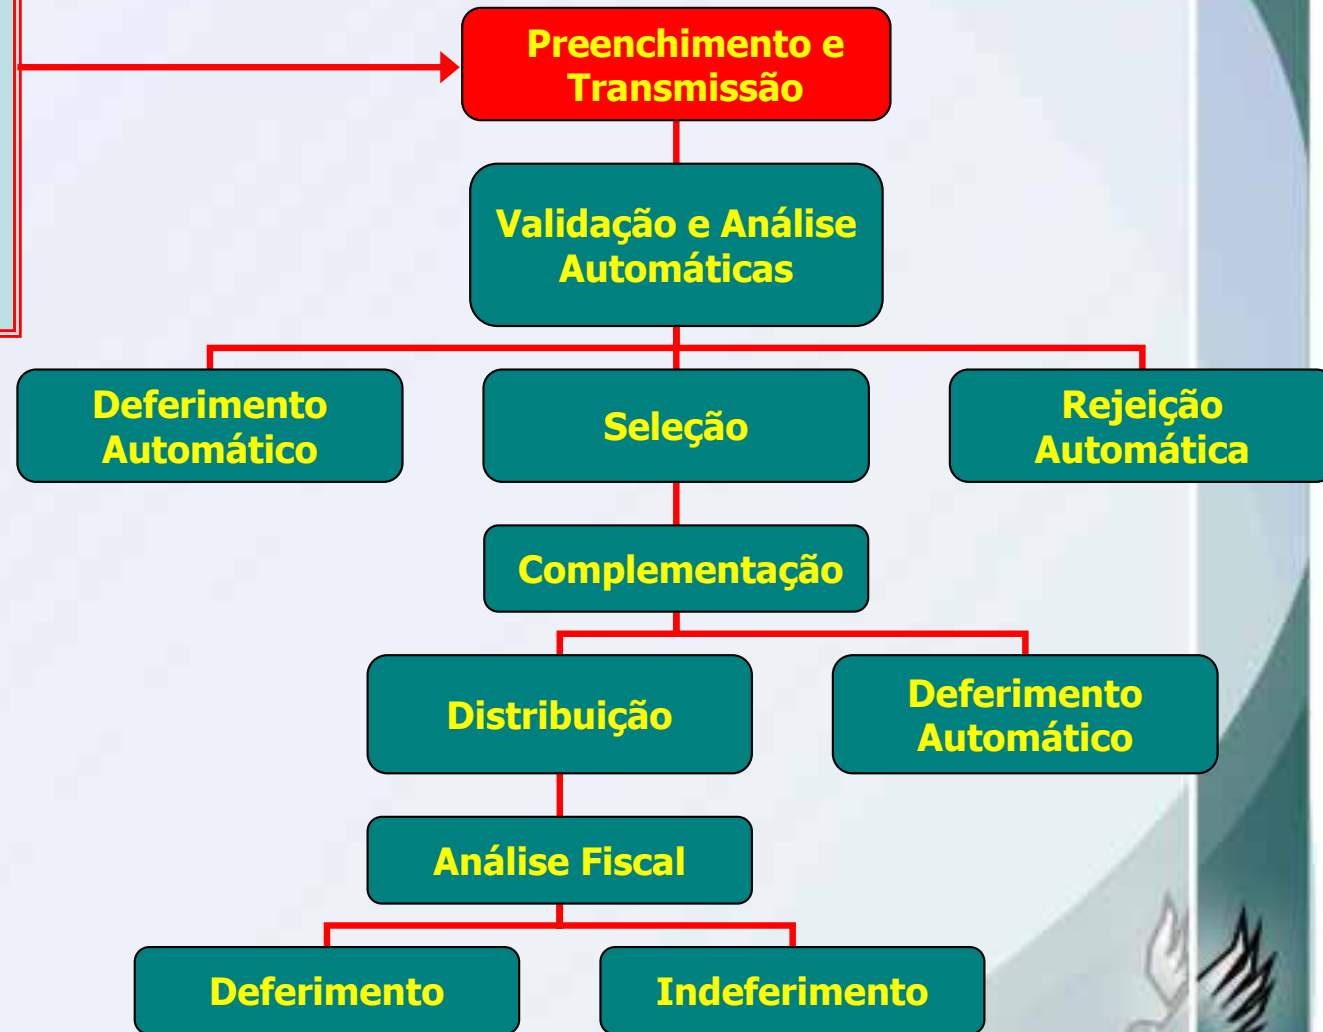 Preenchimento e
Transmissão
Validação e Análise
Automáticas
Deferimento
Automático
Seleção
Rejeição
Automática
Complementação
Distribuição
Deferimento
Automático
Análise Fiscal
Deferimento
Indeferimento